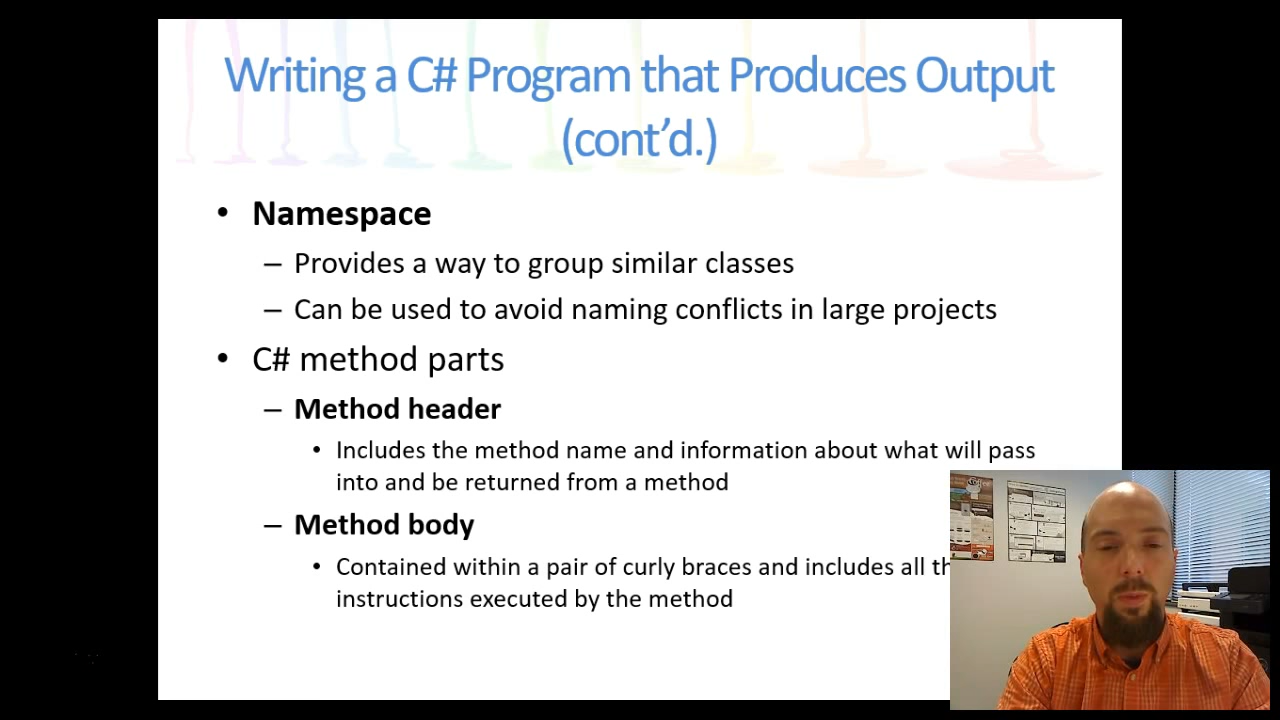 Writing a C# Program that Produces Output
(cont’d.)
• Namespace
– Provides a way to group similar classes
– Can be used to avoid naming conflicts in large projects
• C# method parts
– Method header
• Includes the method name and information about what will pass
into and be returned from a method
– Method body
• Contained within a pair of curly braces and includes all
instructions executed by the method